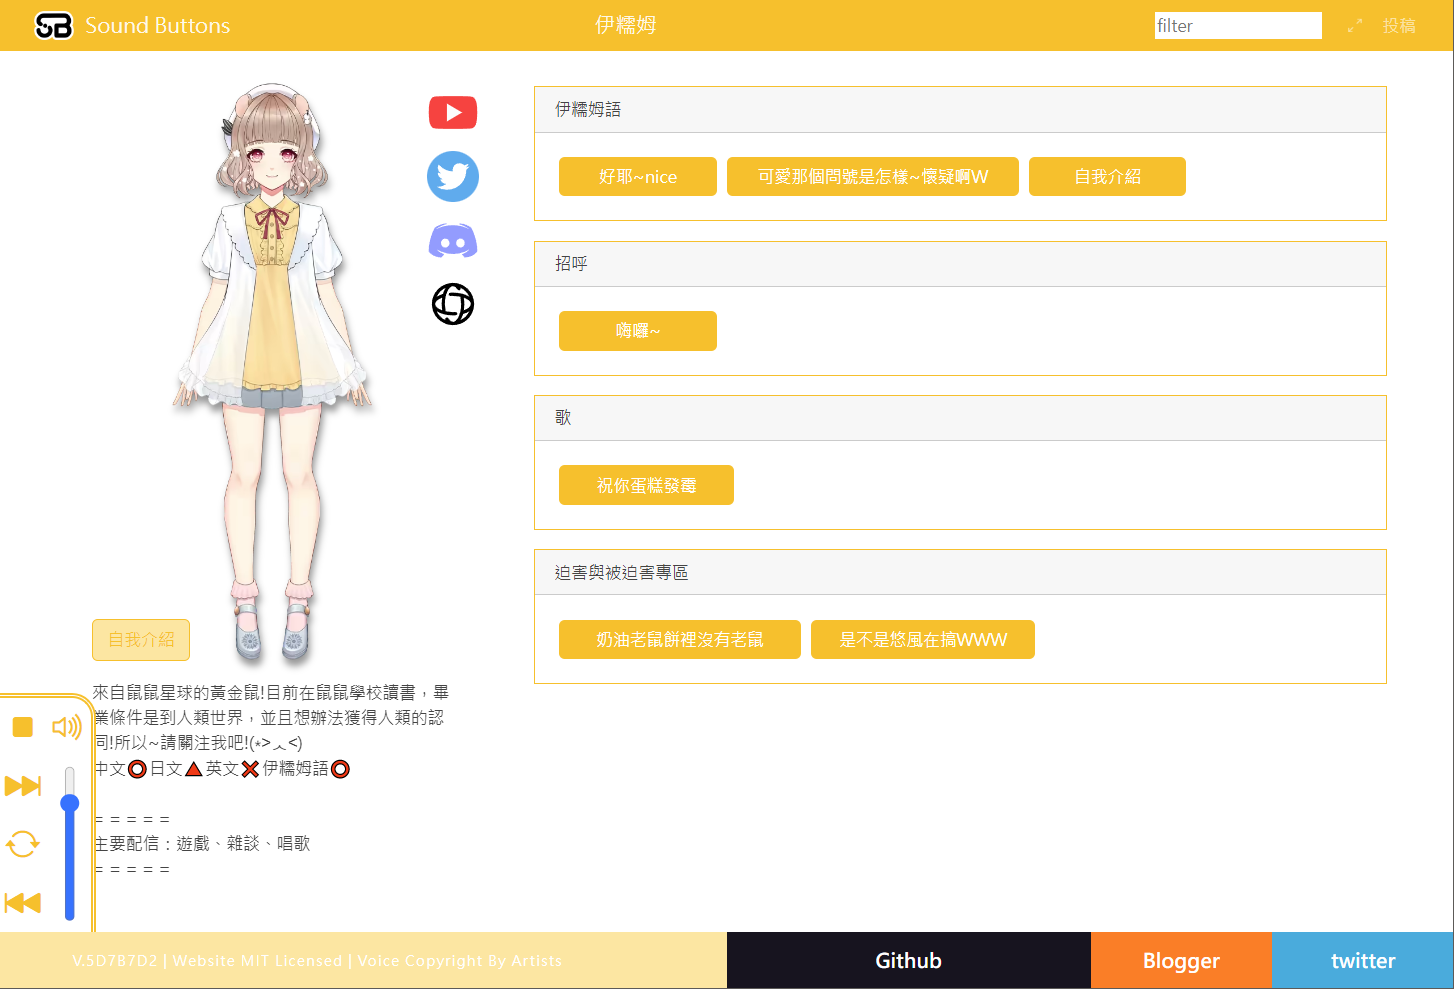 SB Sound Buttons
伊糯姆
filter
投稿
伊糯姆語
好耶~nice
可愛那個問號是怎樣~懷疑啊W
自我介紹
招呼
嗨囉~
歌
祝你蛋糕發霉
迫害與被迫害專區
奶油老鼠餅裡沒有老鼠
是不是悠風在搞WWW
自我介紹
來自鼠鼠星球的黃金鼠!目前在鼠鼠學校讀書，畢
業條件是到人類世界，並且想辦法獲得人類的認
同!所以~請關注我吧!(⁎˃ᆺ˂)
中文⭕日文🔺英文❌伊糯姆語⭕
= = = = =
主要配信：遊戲、雜談、唱歌
= = = = =
V.5D7B7D2 | Website MIT Licensed | Voice Copyright By Artists
Github
Blogger
twitter